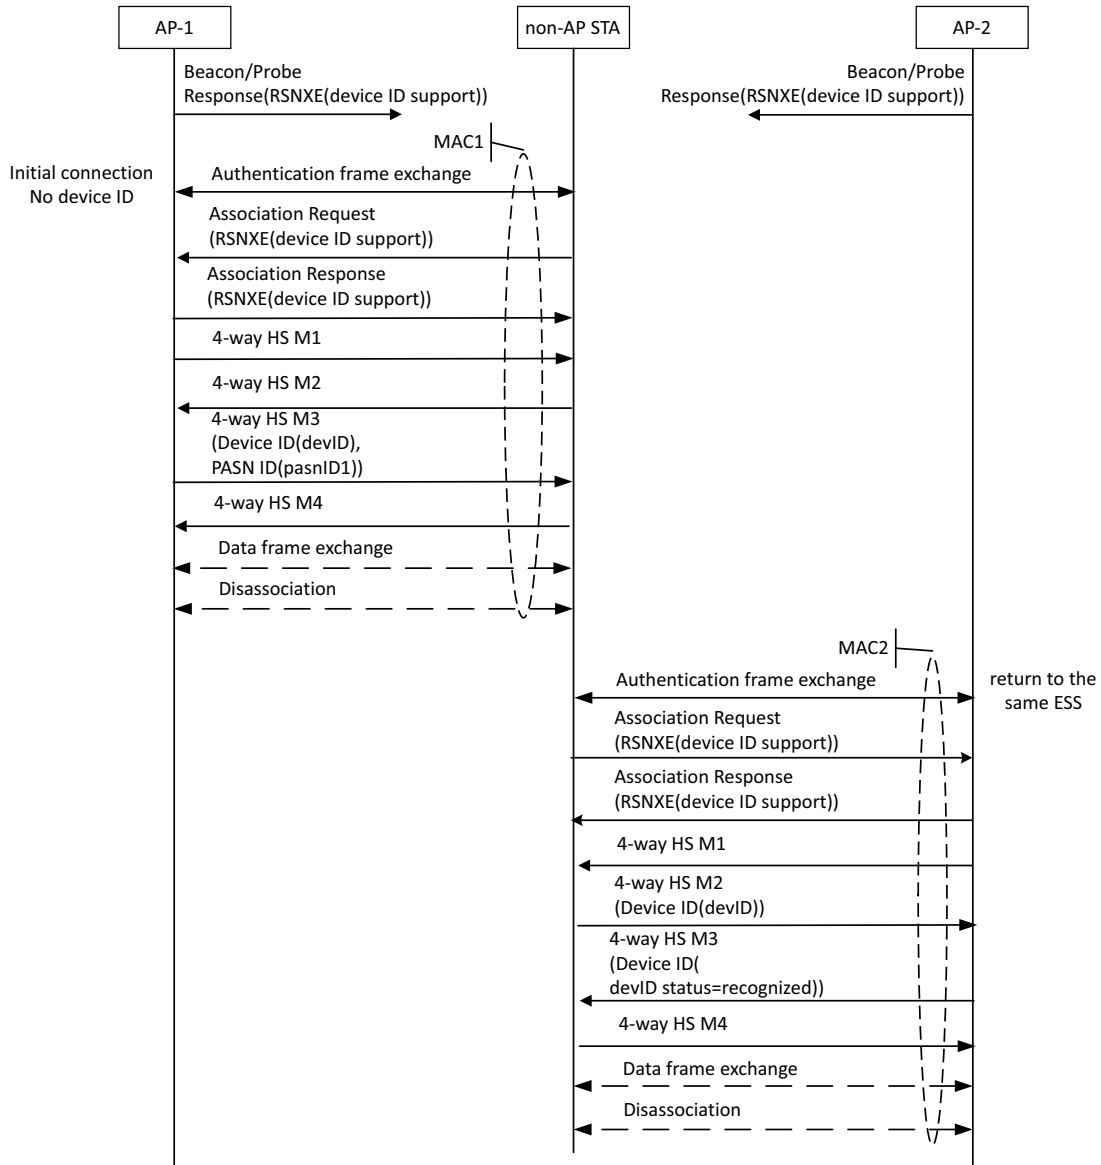 AP-1
non-AP STA
AP-2
Beacon/Probe
Response(RSNXE(device ID support))
Beacon/Probe
Response(RSNXE(device ID support))
MAC1
Initial connection
No device ID
Authentication frame exchange
Association Request
(RSNXE(device ID support))
Association Response
(RSNXE(device ID support))
4-way HS M1
4-way HS M2
4-way HS M3
(Device ID(devID),
PASN ID(pasnID1))
4-way HS M4
Data frame exchange
Disassociation
MAC2
Authentication frame exchange
return to the
same ESS
Association Request
(RSNXE(device ID support))
Association Response
(RSNXE(device ID support))
4-way HS M1
4-way HS M2
(Device ID(devID))
4-way HS M3
(Device ID(
devID status=recognized))
4-way HS M4
Data frame exchange
Disassociation